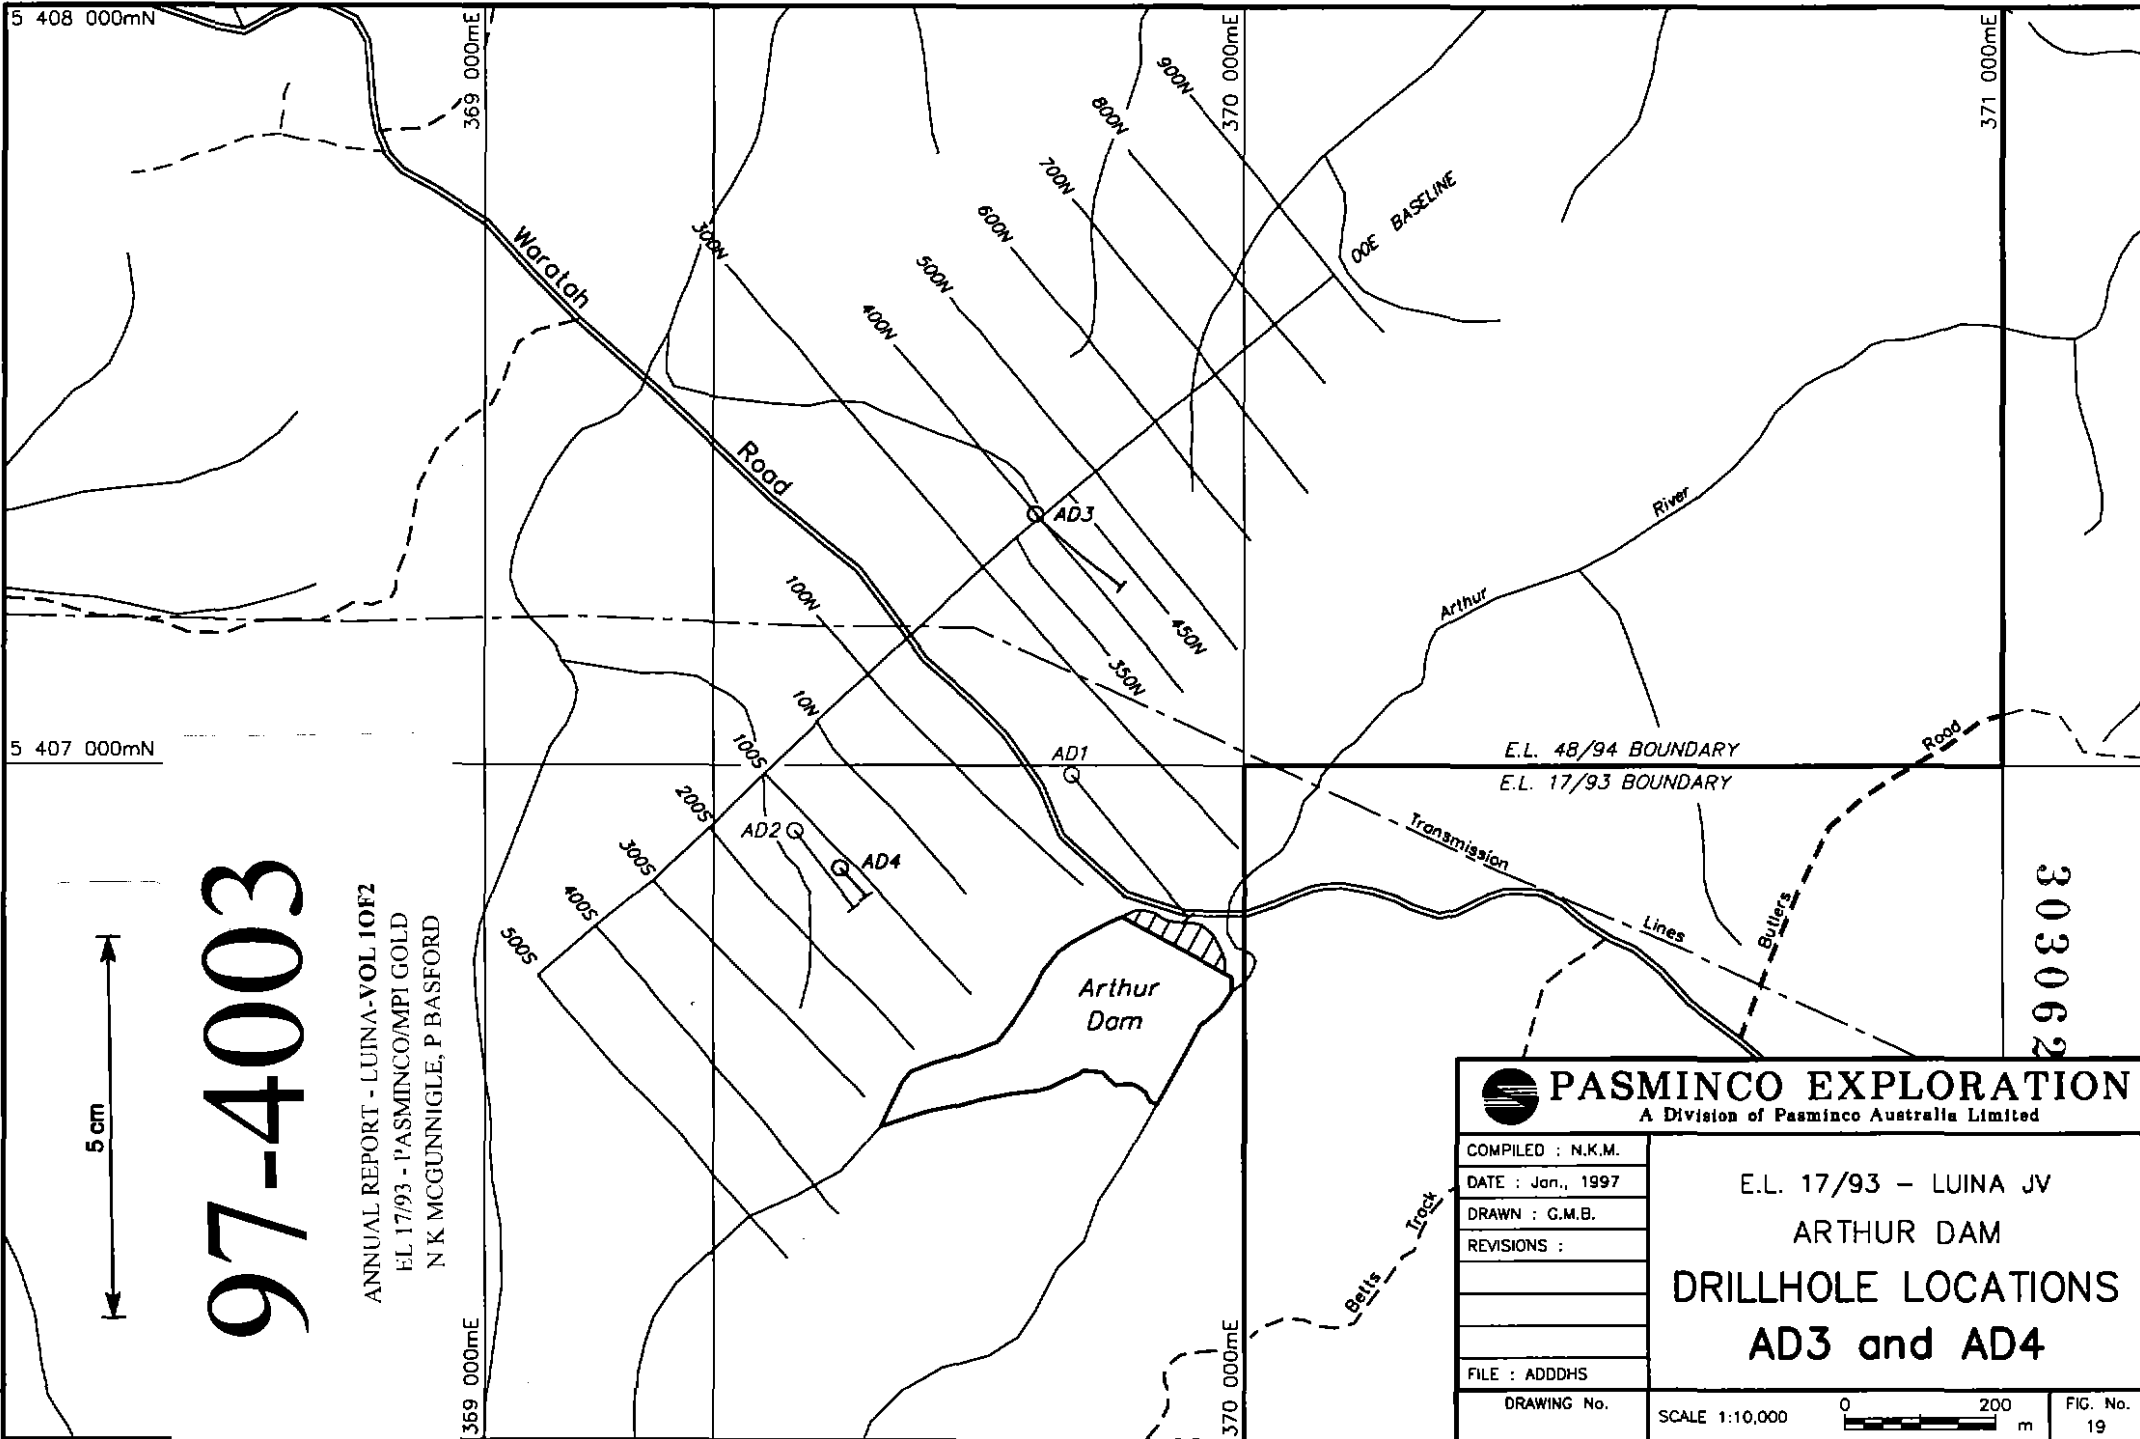 5 408 000mN
369 000mE
370 000mE
371 000mE
900N
800N
700N
600N
500N
400N
300N
00E BASELINE
Waratah
Road
AD3
River
Arthur
100N
450N
350N
10N
5 407 000mN
100S
AD1
E.L. 48/94 BOUNDARY
E.L. 17/93 BOUNDARY
Road
200S
AD2
AD4
300S
400S
500S
Transmission
Lines
Butlers
Arthur
Dam
5 cm
97-4003
ANNUAL REPORT - LUINA-VOL 1OF2
EL 17/93 - PASMINCO/MPI GOLD
N K MCGUNNIGLE, P BASFORD
303062
Betts
Track
369 000mE
370 000mE
PASMINCO EXPLORATION
A Division of Pasminco Australia Limited
COMPILED : N.K.M.
DATE : Jan., 1997
DRAWN : G.M.B.
REVISIONS :
FILE : ADDDHS
E.L. 17/93 – LUINA JV
ARTHUR DAM
DRILLHOLE LOCATIONS
AD3 and AD4
DRAWING No.
SCALE 1:10,000
0 200
m
FIG. No.
19